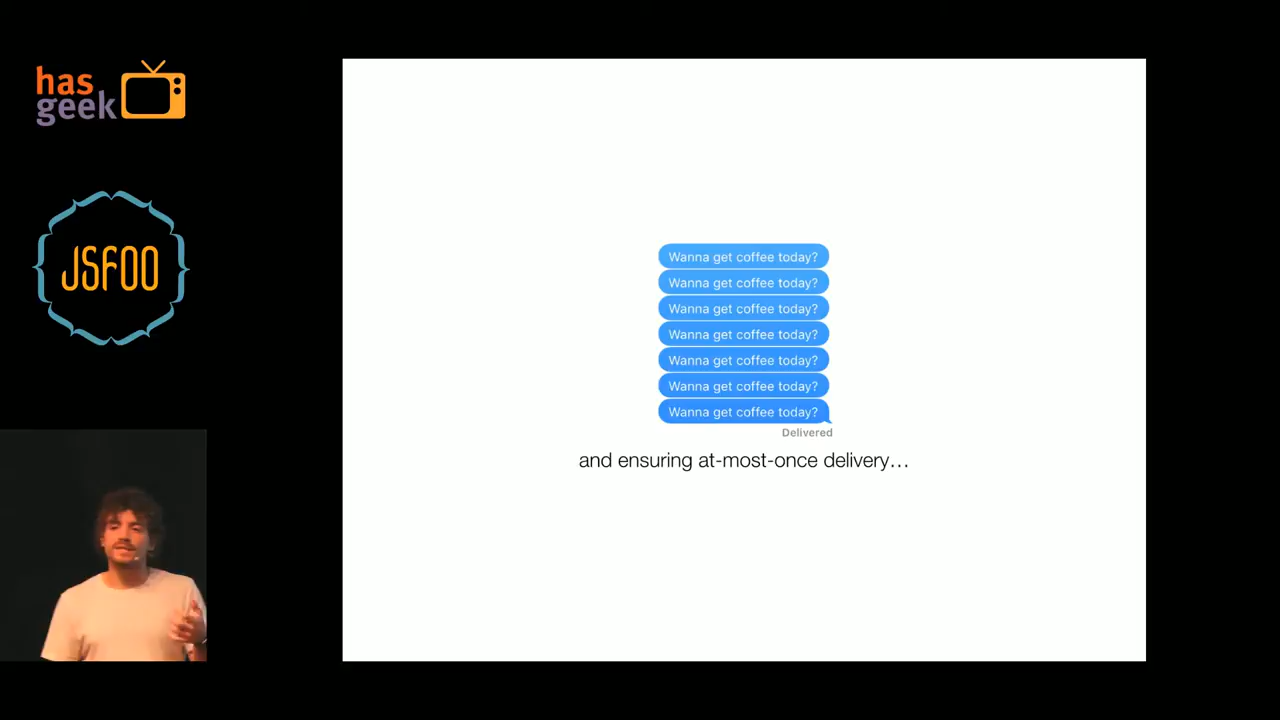 has
geek
JSFOO
Wanna get coffee today?
Wanna get coffee today?
Wanna get coffee today?
Wanna get coffee today?
Wanna get coffee today?
Wanna get coffee today?
Wanna get coffee today?
Delivered
and ensuring at-most-once delivery…